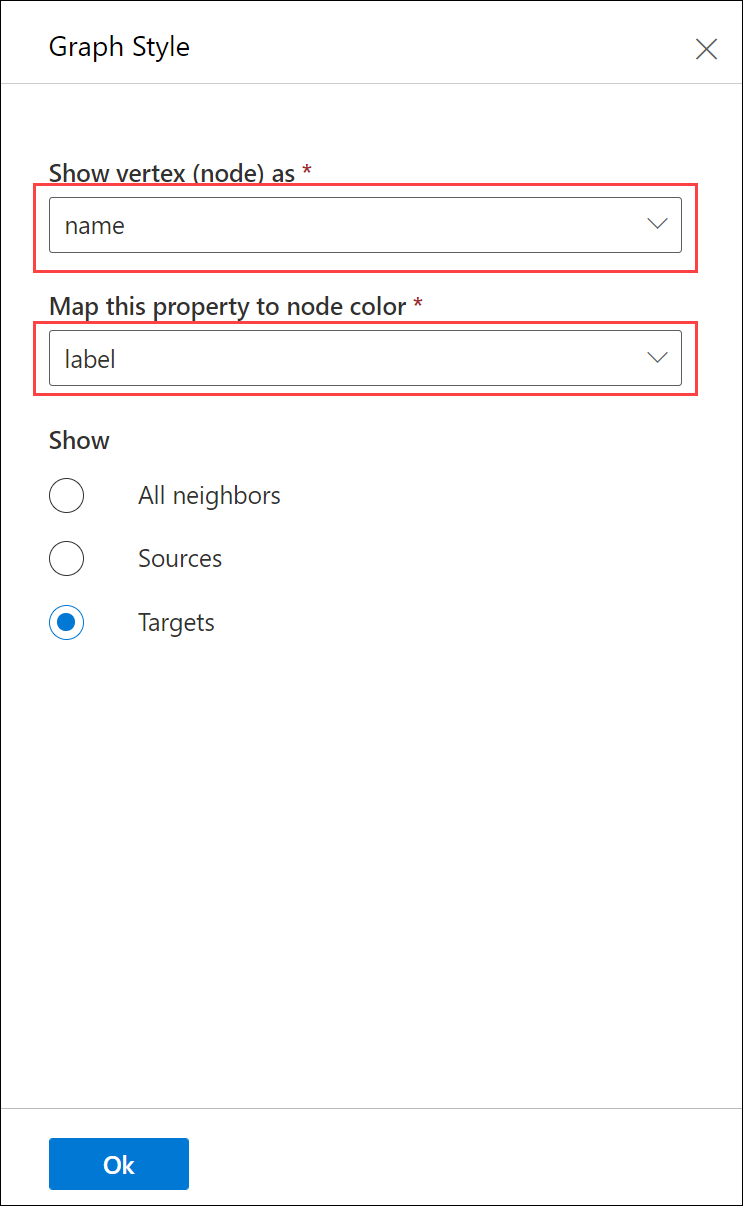 Graph Style
Show vertex (node) as *
name
Map this property to node color *
label
Show
All neighbors
Sources
Targets
Ok